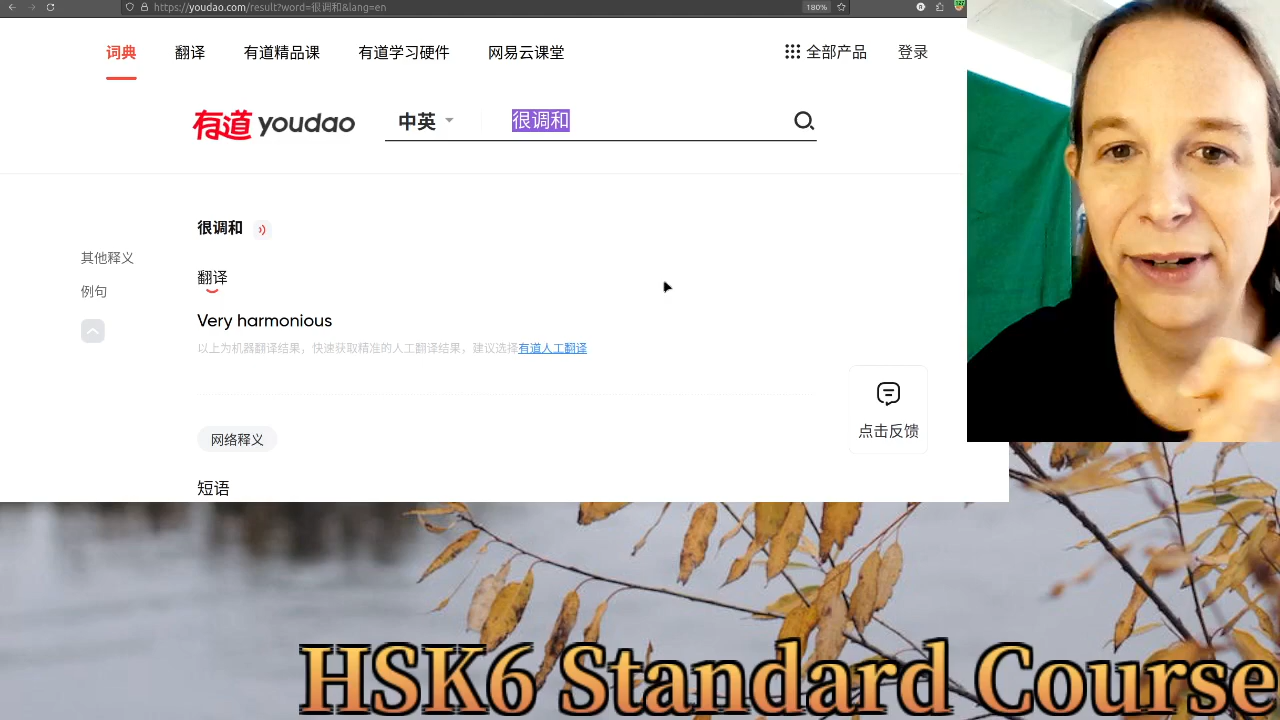 https://youdao.com/result?word=很调和&lang=en
180%
127
词典
翻译
有道精品课
有道学习硬件
网易云课堂
全部产品
登录
有道 youdao
中英
很调和
很调和
其他释义
例句
翻译
Very harmonious
以上为机器翻译结果，快速获取精准的人工翻译结果，建议选择有道人工翻译
点击反馈
网络释义
短语
HSK6 Standard Course